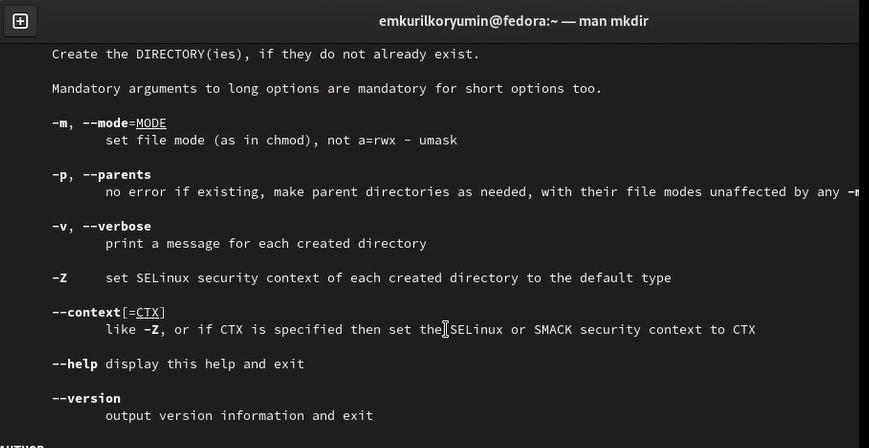 emkurilkoryumin@fedora:~ — man mkdir
Create the DIRECTORY(ies), if they do not already exist.
Mandatory arguments to long options are mandatory for short options too.
-m, --mode=MODE
set file mode (as in chmod), not a=rwx - umask
-p, --parents
no error if existing, make parent directories as needed, with their file modes unaffected by any
-v, --verbose
print a message for each created directory
-Z set SELinux security context of each created directory to the default type
--context[=CTX]
like -Z, or if CTX is specified then set the SELinux or SMACK security context to CTX
--help display this help and exit
--version
output version information and exit